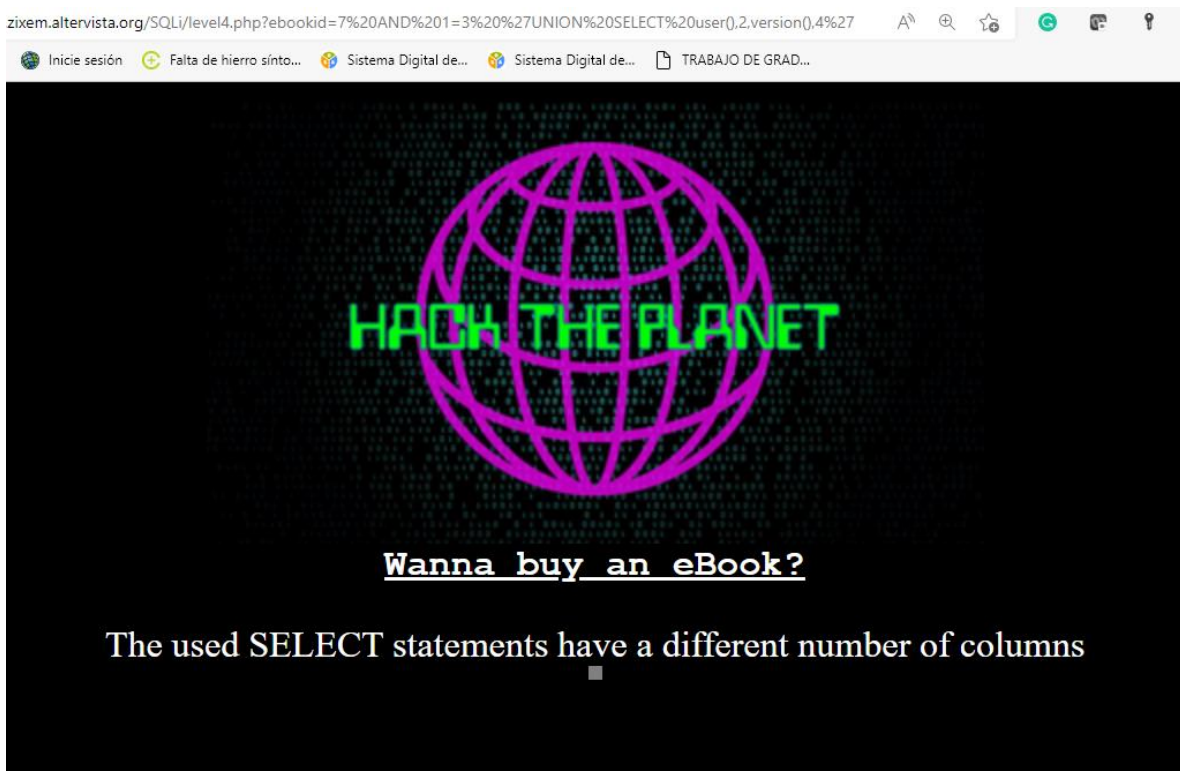 zixem.altervista.org/SQLi/level4.php?ebookid=7%20AND%201=3%20%27UNION%20SELECT%20user(),2,version(),4%27
Inicie sesión Falta de hierro sínto... Sistema Digital de... Sistema Digital de... TRABAJO DE GRAD...
HACK THE PLANET
Wanna buy an eBook?
The used SELECT statements have a different number of columns